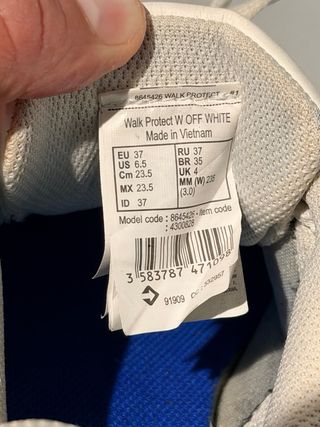 8645426 WALK PROTECT #1
Walk Protect W OFF WHITE
Made in Vietnam
EU 37 RU 37
US 6.5 BR 35
Cm 23.5 UK 4
MX 23.5 MM (W) 235
(3.0)
ID 37
Model code : 8645426 - Item code
: 4300828
3 583787 471098
91909